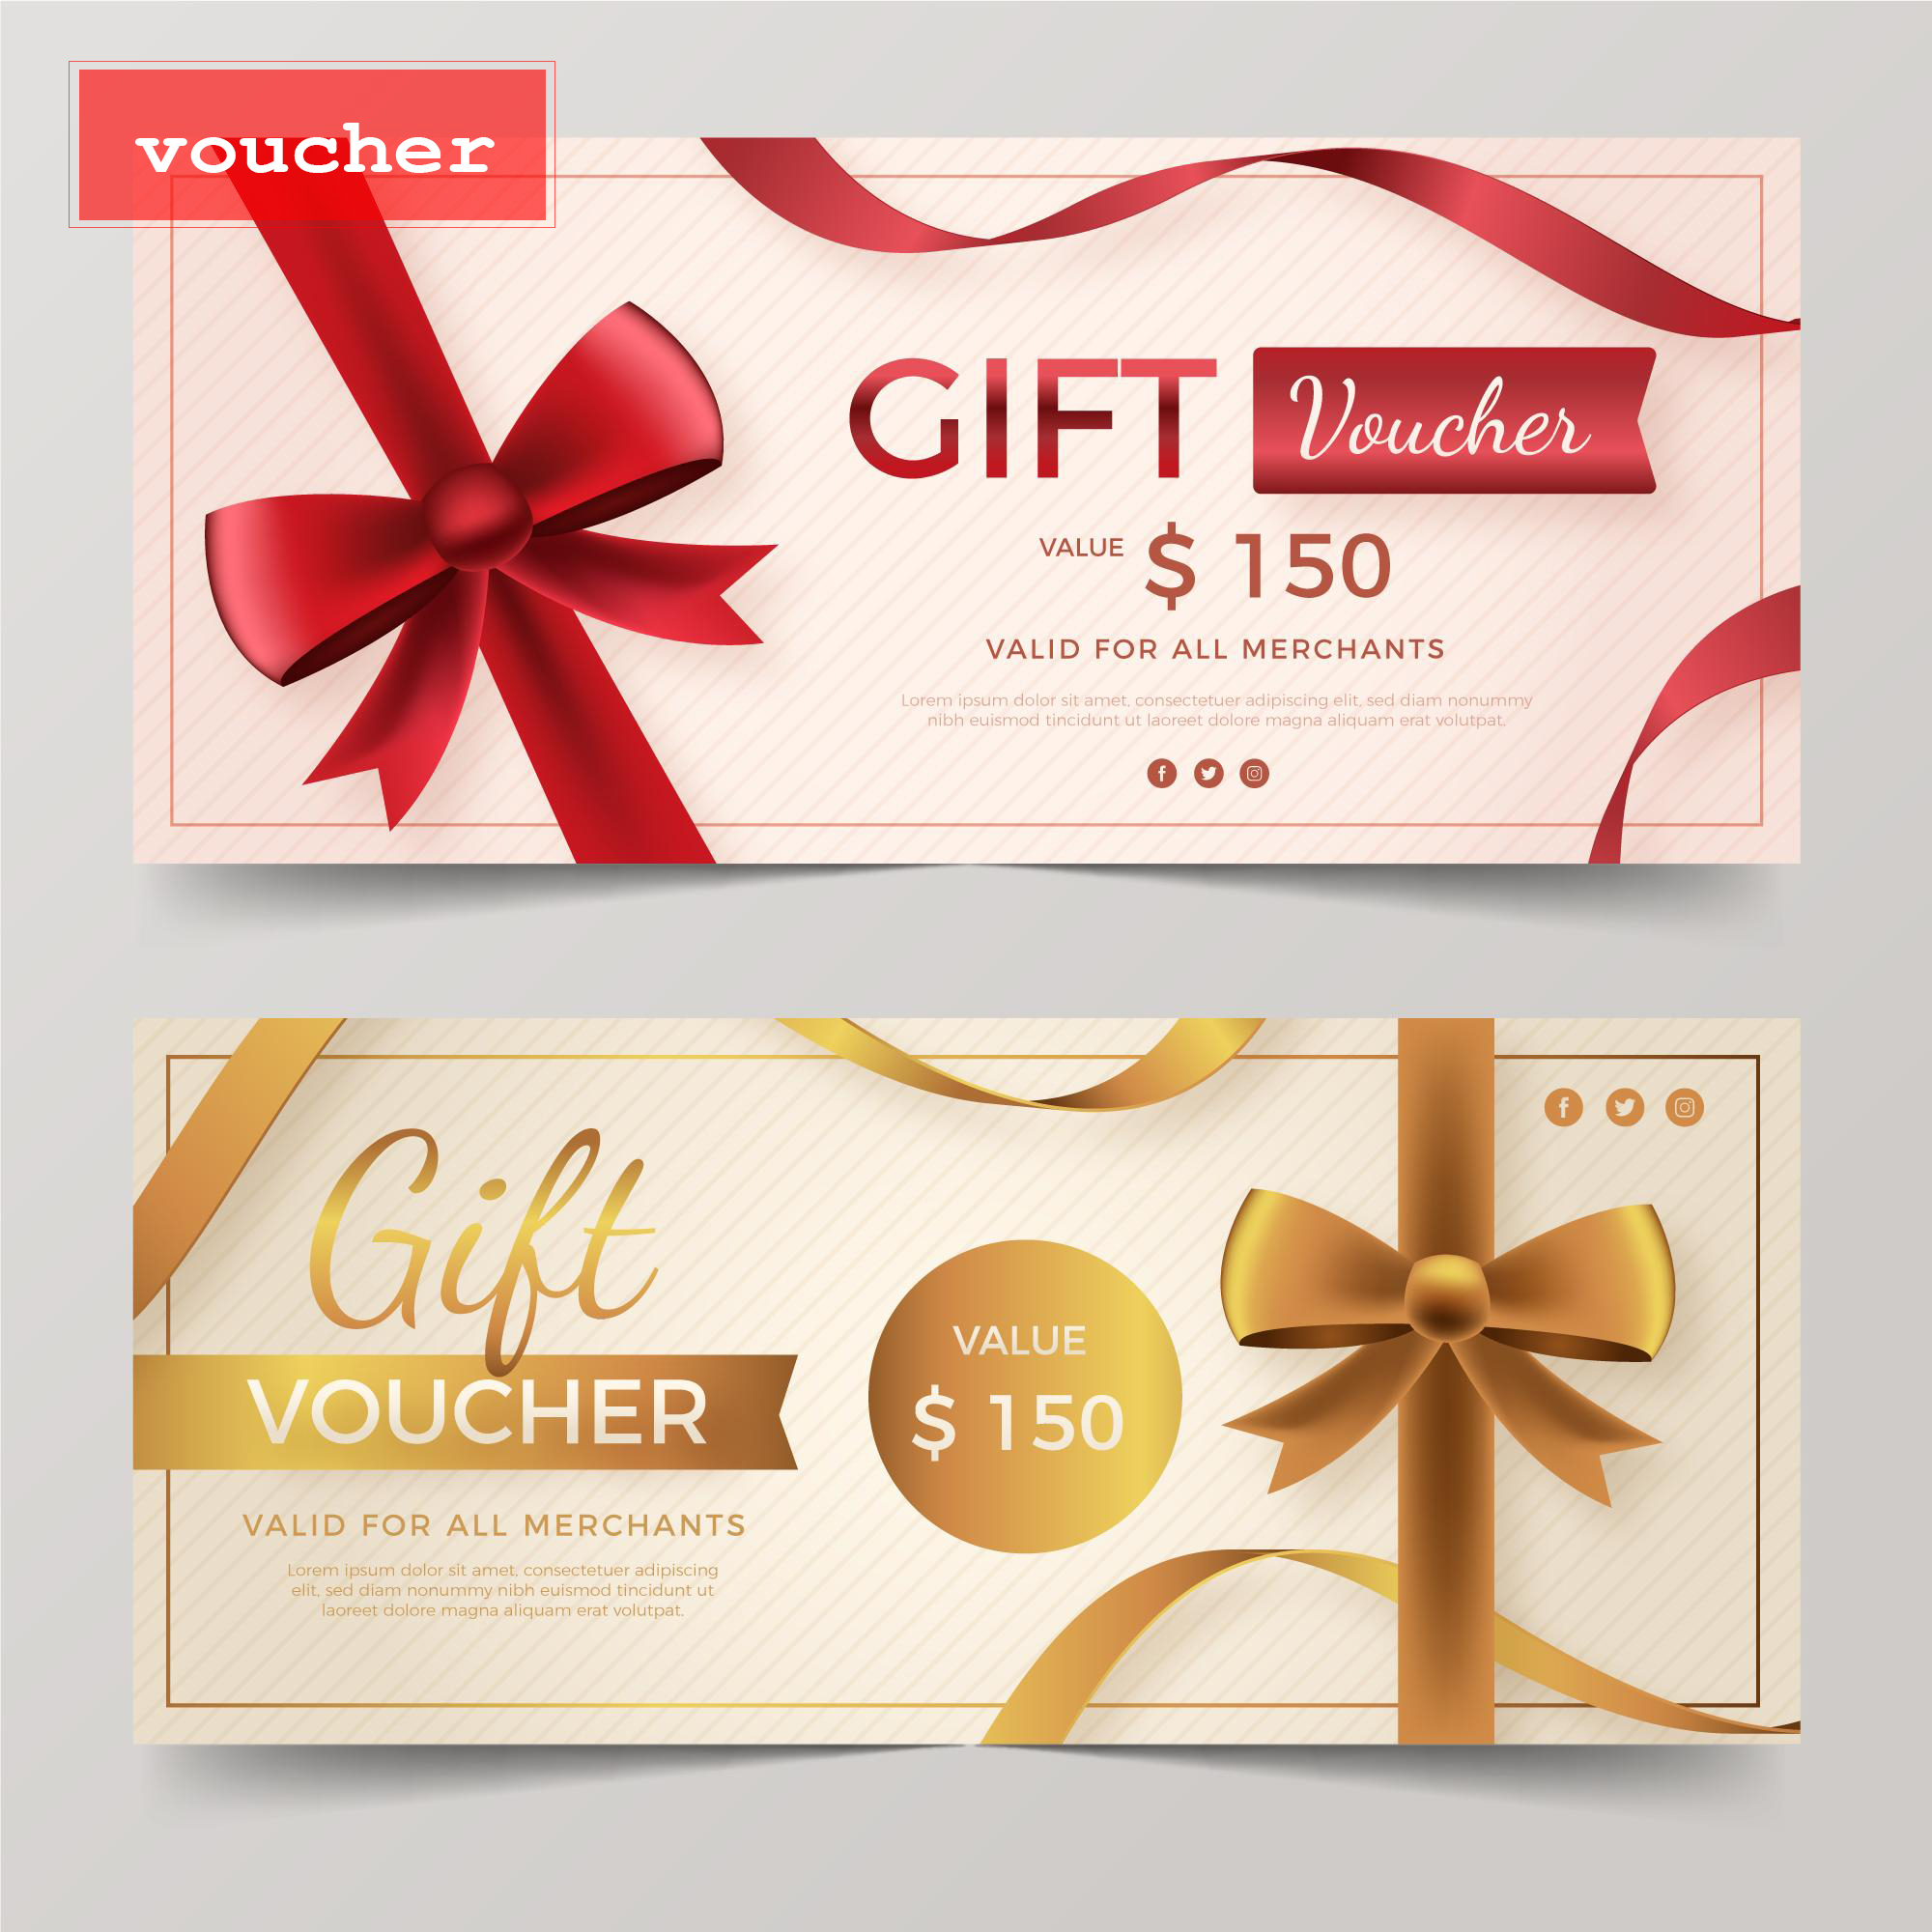 voucher
GIFT Voucher
VALUE $ 150
VALID FOR ALL MERCHANTS
Lorem ipsum dolor sit amet, consectetuer adipiscing elit, sed diam nonummy
nibh euismod tincidunt ut laoreet dolore magna aliquam erat volutpat.
Gift
VOUCHER
VALID FOR ALL MERCHANTS
Lorem ipsum dolor sit amet, consectetuer adipiscing
elit, sed diam nonummy nibh euismod tincidunt ut
laoreet dolore magna aliquam erat volutpat.
VALUE
$ 150